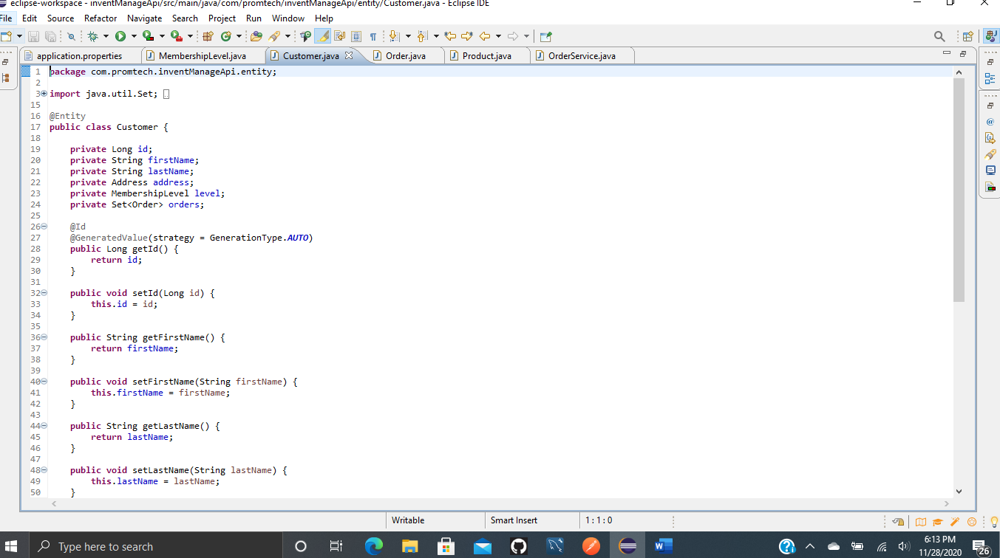 eclipse-workspace - inventManageApi/src/main/java/com/promtech/inventManageApi/entity/Customer.java - Eclipse IDE
File Edit Source Refactor Navigate Search Project Run Window Help
application.properties MembershipLevel.java Customer.java Order.java Product.java OrderService.java
1 package com.promtech.inventManageApi.entity;
2
3 import java.util.Set;
15
16 @Entity
17 public class Customer {
18
19 private Long id;
20 private String firstName;
21 private String lastName;
22 private Address address;
23 private MembershipLevel level;
24 private Set<Order> orders;
25
26 @Id
27 @GeneratedValue(strategy = GenerationType.AUTO)
28 public Long getId() {
29 return id;
30 }
31
32 public void setId(Long id) {
33 this.id = id;
34 }
35
36 public String getFirstName() {
37 return firstName;
38 }
39
40 public void setFirstName(String firstName) {
41 this.firstName = firstName;
42 }
43
44 public String getLastName() {
45 return lastName;
46 }
47
48 public void setLastName(String lastName) {
49 this.lastName = lastName;
50 }
Writable Smart Insert 1 : 1 : 0
Type here to search
6:13 PM
11/28/2020
26